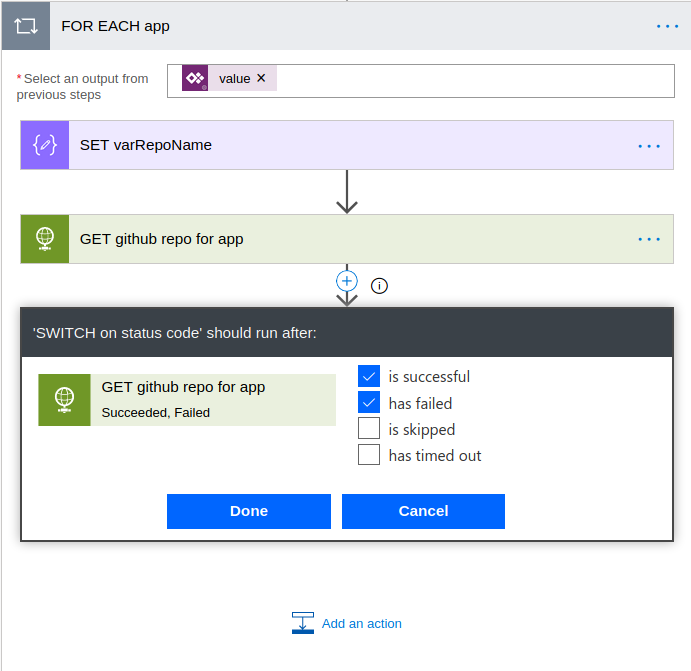 FOR EACH app
*Select an output from
previous steps
value
SET varRepoName
GET github repo for app
'SWITCH on status code' should run after:
GET github repo for app
Succeeded, Failed
is successful
has failed
is skipped
has timed out
Done
Cancel
Add an action